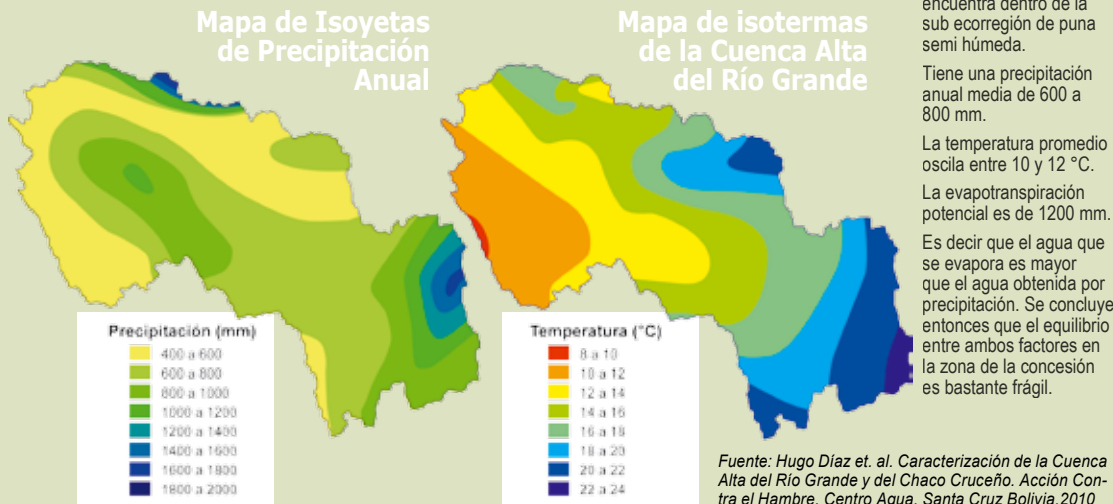 Mapa de Isoyetas
de Precipitación
Anual
Precipitación (mm)
400 a 600
600 a 800
800 a 1000
1000 a 1200
1200 a 1400
1400 a 1600
1600 a 1800
1800 a 2000
Mapa de isotermas
de la Cuenca Alta
del Río Grande
Temperatura (°C)
8 a 10
10 a 12
12 a 14
14 a 16
16 a 18
18 a 20
20 a 22
22 a 24
encuentra dentro de la
sub ecorregión de puna
semi húmeda.
Tiene una precipitación
anual media de 600 a
800 mm.
La temperatura promedio
oscila entre 10 y 12 °C.
La evapotranspiración
potencial es de 1200 mm.
Es decir que el agua que
se evapora es mayor
que el agua obtenida por
precipitación. Se concluye
entonces que el equilibrio
entre ambos factores en
la zona de la concesión
es bastante frágil.
Fuente: Hugo Díaz et. al. Caracterización de la Cuenca
Alta del Río Grande y del Chaco Cruceño. Acción Con-
tra el Hambre, Centro Agua. Santa Cruz Bolivia.2010